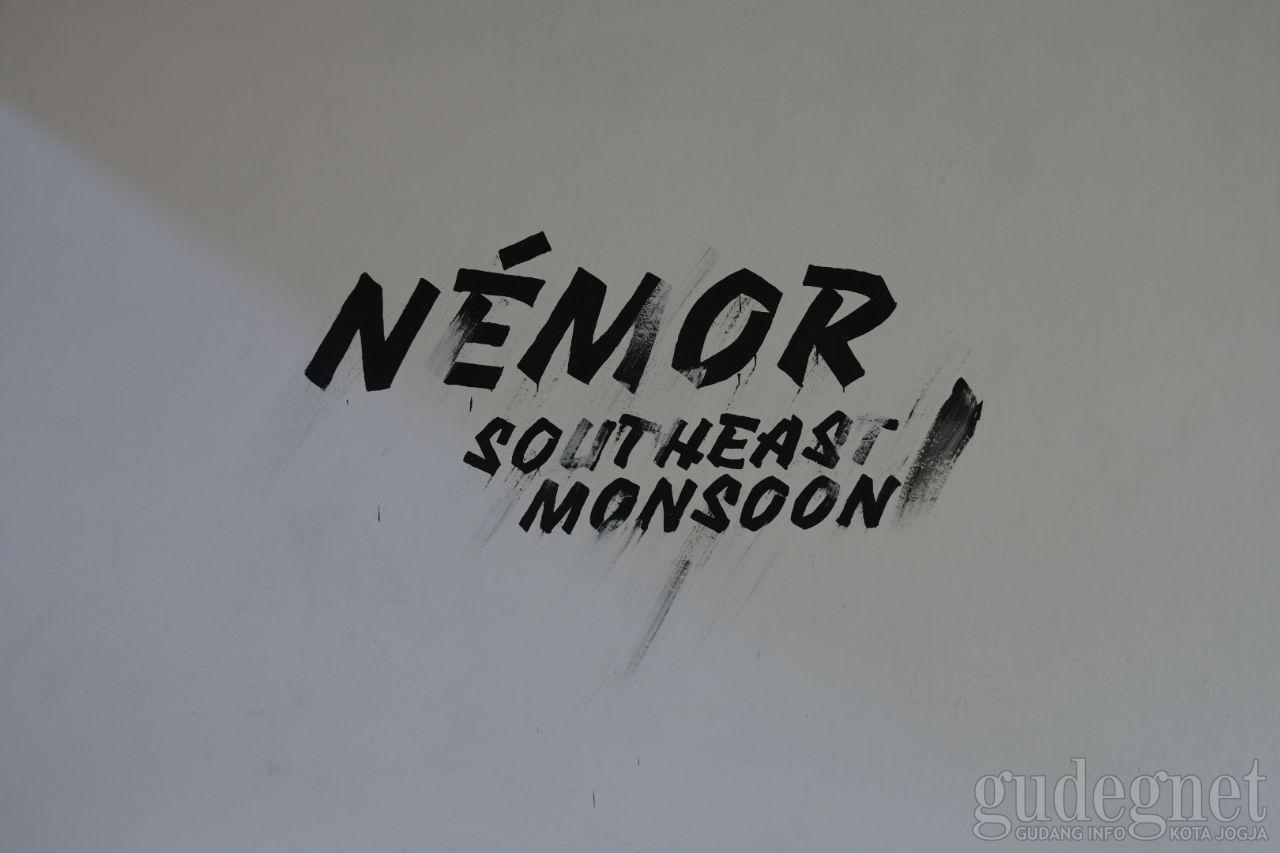 NÉMOR
SOUTHEAST
MONSOON
gudegnet
GUDANG INFO KOTA JOGJA